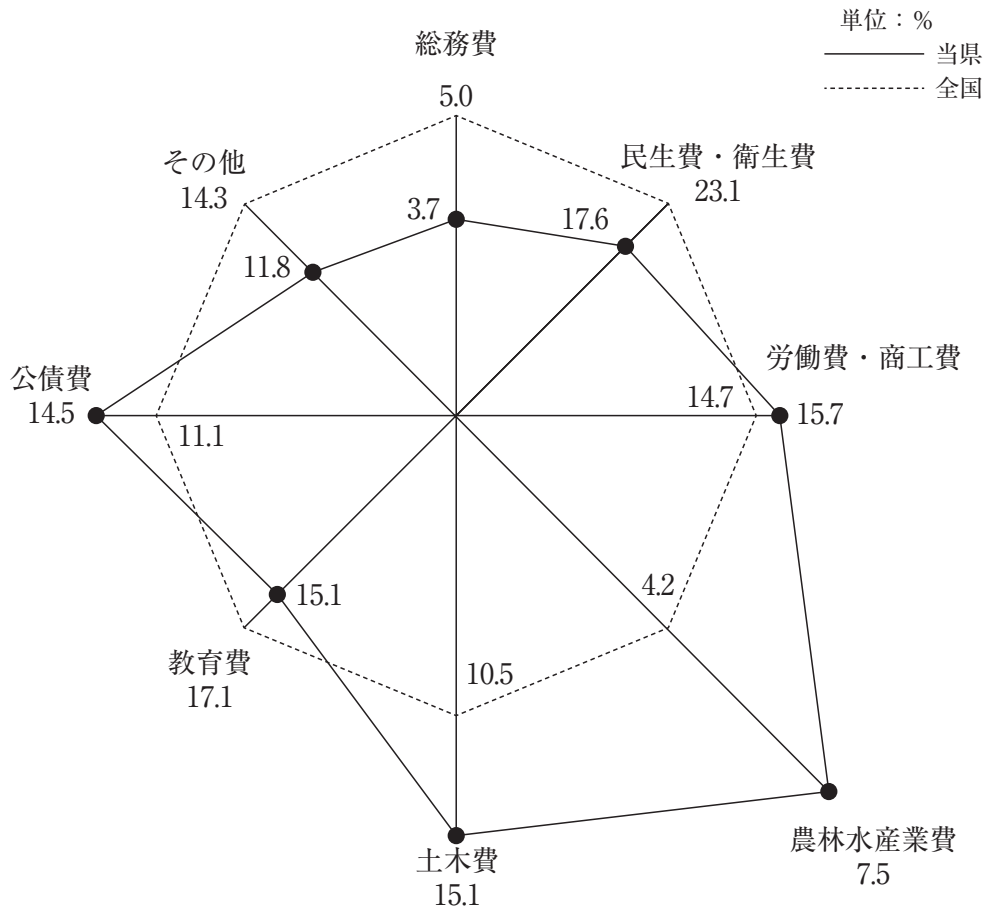 単位：%
当県
全国
総務費
5.0
3.7
民生費・衛生費
23.1
17.6
労働費・商工費
14.7
15.7
4.2
農林水産業費
7.5
10.5
土木費
15.1
15.1
教育費
17.1
公債費
14.5
11.1
その他
14.3
11.8